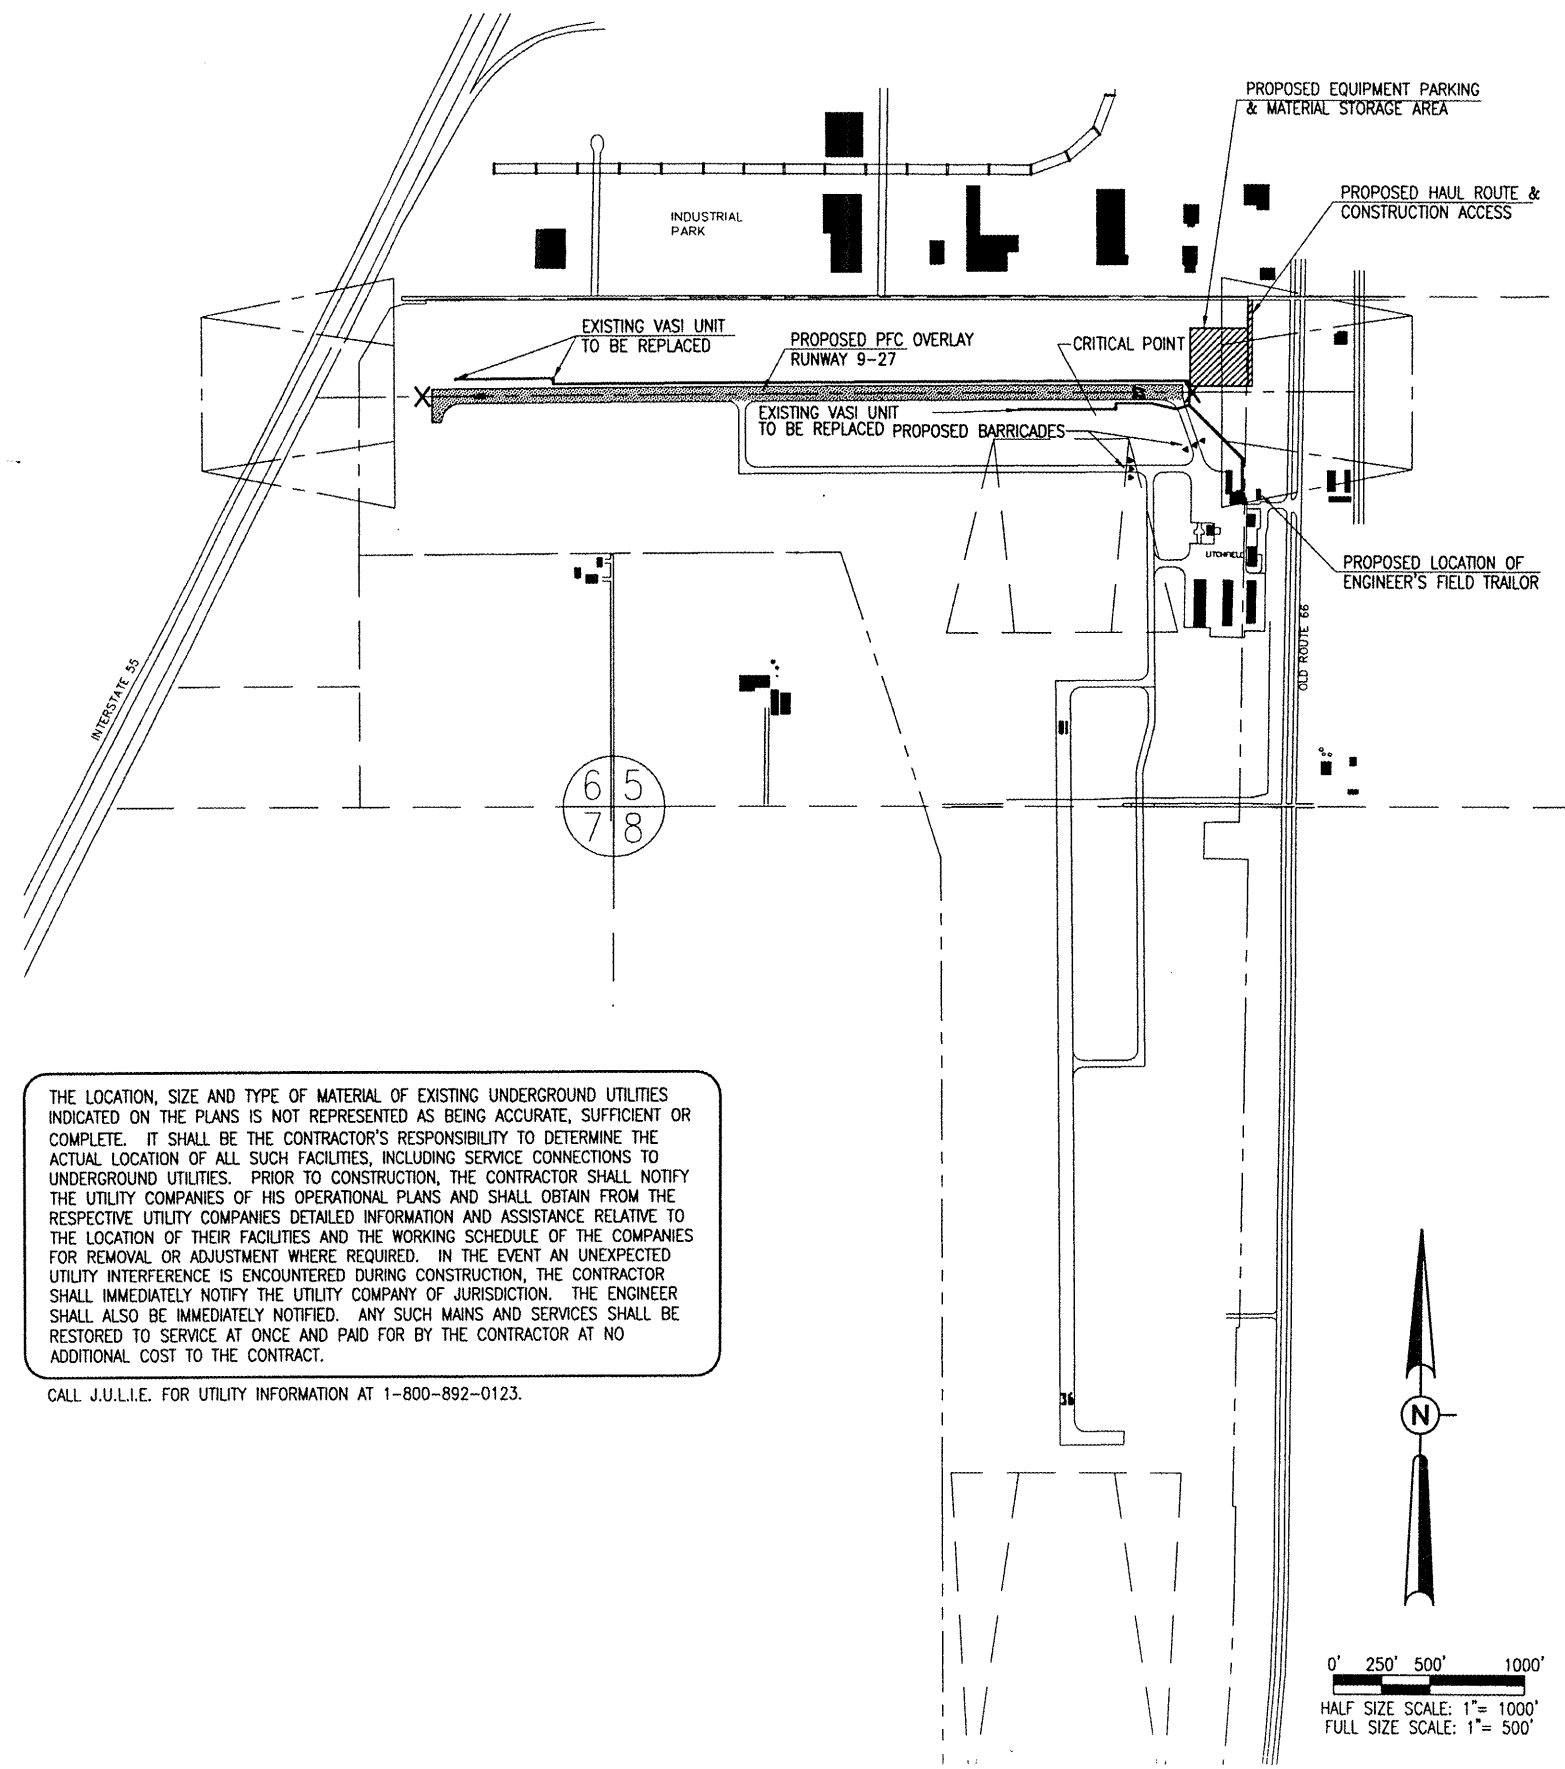 PROPOSED EQUIPMENT PARKING
& MATERIAL STORAGE AREA
PROPOSED HAUL ROUTE &
CONSTRUCTION ACCESS
INDUSTRIAL
PARK
EXISTING VASI UNIT
TO BE REPLACED
PROPOSED PFC OVERLAY
RUNWAY 9-27
CRITICAL POINT
EXISTING VASI UNIT
TO BE REPLACED
PROPOSED BARRICADES
LITCHFIELD
PROPOSED LOCATION OF
ENGINEER'S FIELD TRAILOR
OLD ROUTE 66
INTERSTATE 55
6 5
7 8
THE LOCATION, SIZE AND TYPE OF MATERIAL OF EXISTING UNDERGROUND UTILITIES
INDICATED ON THE PLANS IS NOT REPRESENTED AS BEING ACCURATE, SUFFICIENT OR
COMPLETE. IT SHALL BE THE CONTRACTOR'S RESPONSIBILITY TO DETERMINE THE
ACTUAL LOCATION OF ALL SUCH FACILITIES, INCLUDING SERVICE CONNECTIONS TO
UNDERGROUND UTILITIES. PRIOR TO CONSTRUCTION, THE CONTRACTOR SHALL NOTIFY
THE UTILITY COMPANIES OF HIS OPERATIONAL PLANS AND SHALL OBTAIN FROM THE
RESPECTIVE UTILITY COMPANIES DETAILED INFORMATION AND ASSISTANCE RELATIVE TO
THE LOCATION OF THEIR FACILITIES AND THE WORKING SCHEDULE OF THE COMPANIES
FOR REMOVAL OR ADJUSTMENT WHERE REQUIRED. IN THE EVENT AN UNEXPECTED
UTILITY INTERFERENCE IS ENCOUNTERED DURING CONSTRUCTION, THE CONTRACTOR
SHALL IMMEDIATELY NOTIFY THE UTILITY COMPANY OF JURISDICTION. THE ENGINEER
SHALL ALSO BE IMMEDIATELY NOTIFIED. ANY SUCH MAINS AND SERVICES SHALL BE
RESTORED TO SERVICE AT ONCE AND PAID FOR BY THE CONTRACTOR AT NO
ADDITIONAL COST TO THE CONTRACT.
CALL J.U.L.I.E. FOR UTILITY INFORMATION AT 1-800-892-0123.
36
N
0' 250' 500' 1000'
HALF SIZE SCALE: 1"= 1000'
FULL SIZE SCALE: 1"= 500'